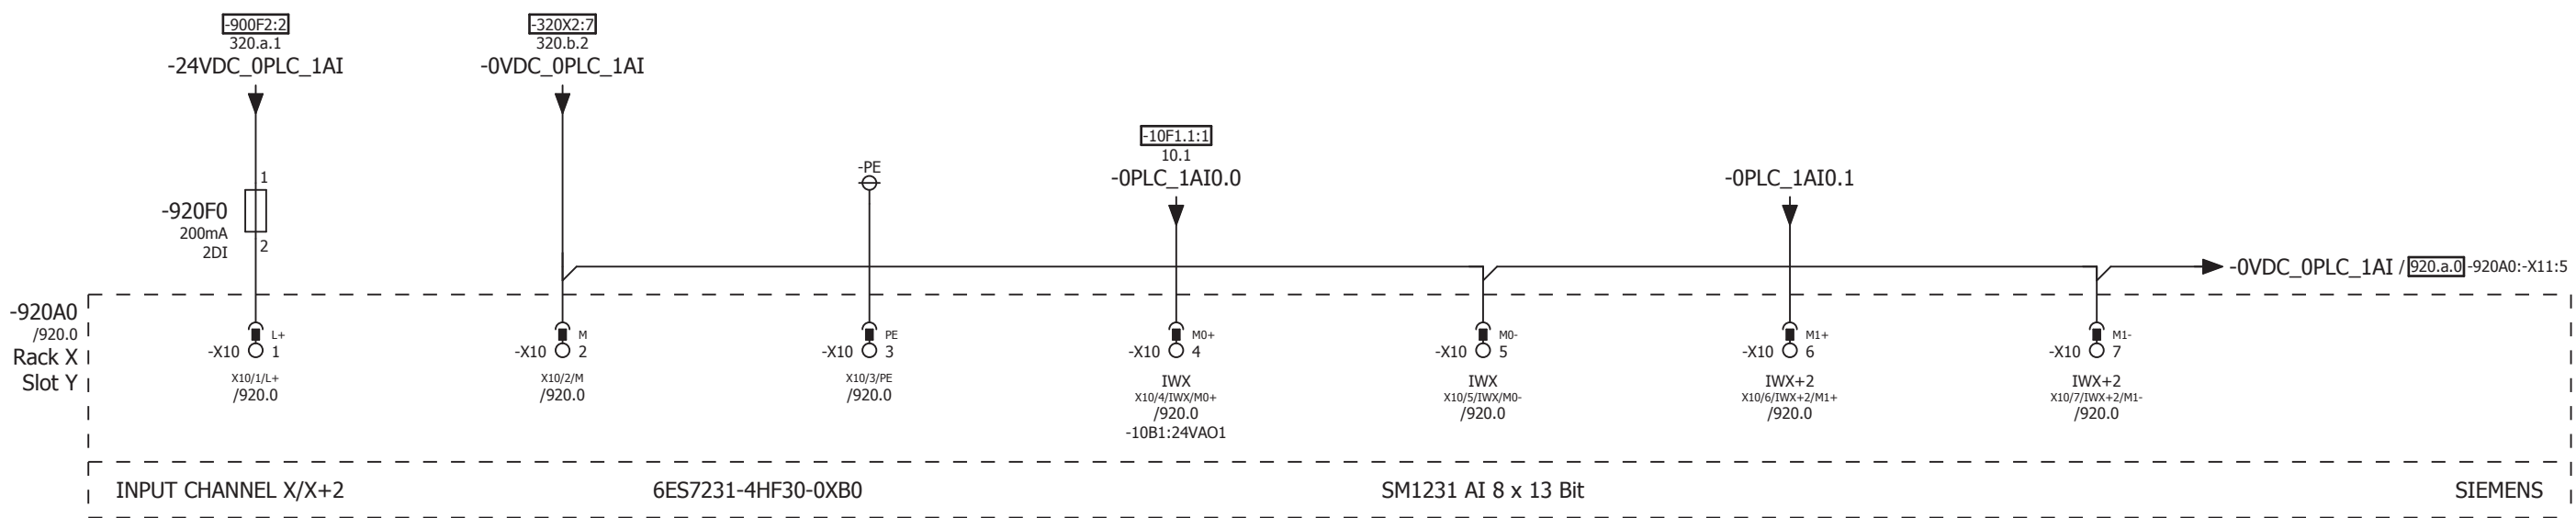 -900F2:2
320.a.1
-24VDC_0PLC_1AI
-320X2:7
320.b.2
-0VDC_0PLC_1AI
-10F1.1:1
10.1
-0PLC_1AI0.0
-0PLC_1AI0.1
-PE
1
-920F0
200mA
2DI
2
-0VDC_0PLC_1AI / 920.a.0 -920A0:-X11:5
-920A0
/920.0
Rack X
Slot Y
L+
-X10 1
X10/1/L+
/920.0
M
-X10 2
X10/2/M
/920.0
PE
-X10 3
X10/3/PE
/920.0
M0+
-X10 4
IWX
X10/4/IWX/M0+
/920.0
-10B1:24VAO1
M0-
-X10 5
IWX
X10/5/IWX/M0-
/920.0
M1+
-X10 6
IWX+2
X10/6/IWX+2/M1+
/920.0
M1-
-X10 7
IWX+2
X10/7/IWX+2/M1-
/920.0
INPUT CHANNEL X/X+2 6ES7231-4HF30-0XB0 SM1231 AI 8 x 13 Bit SIEMENS